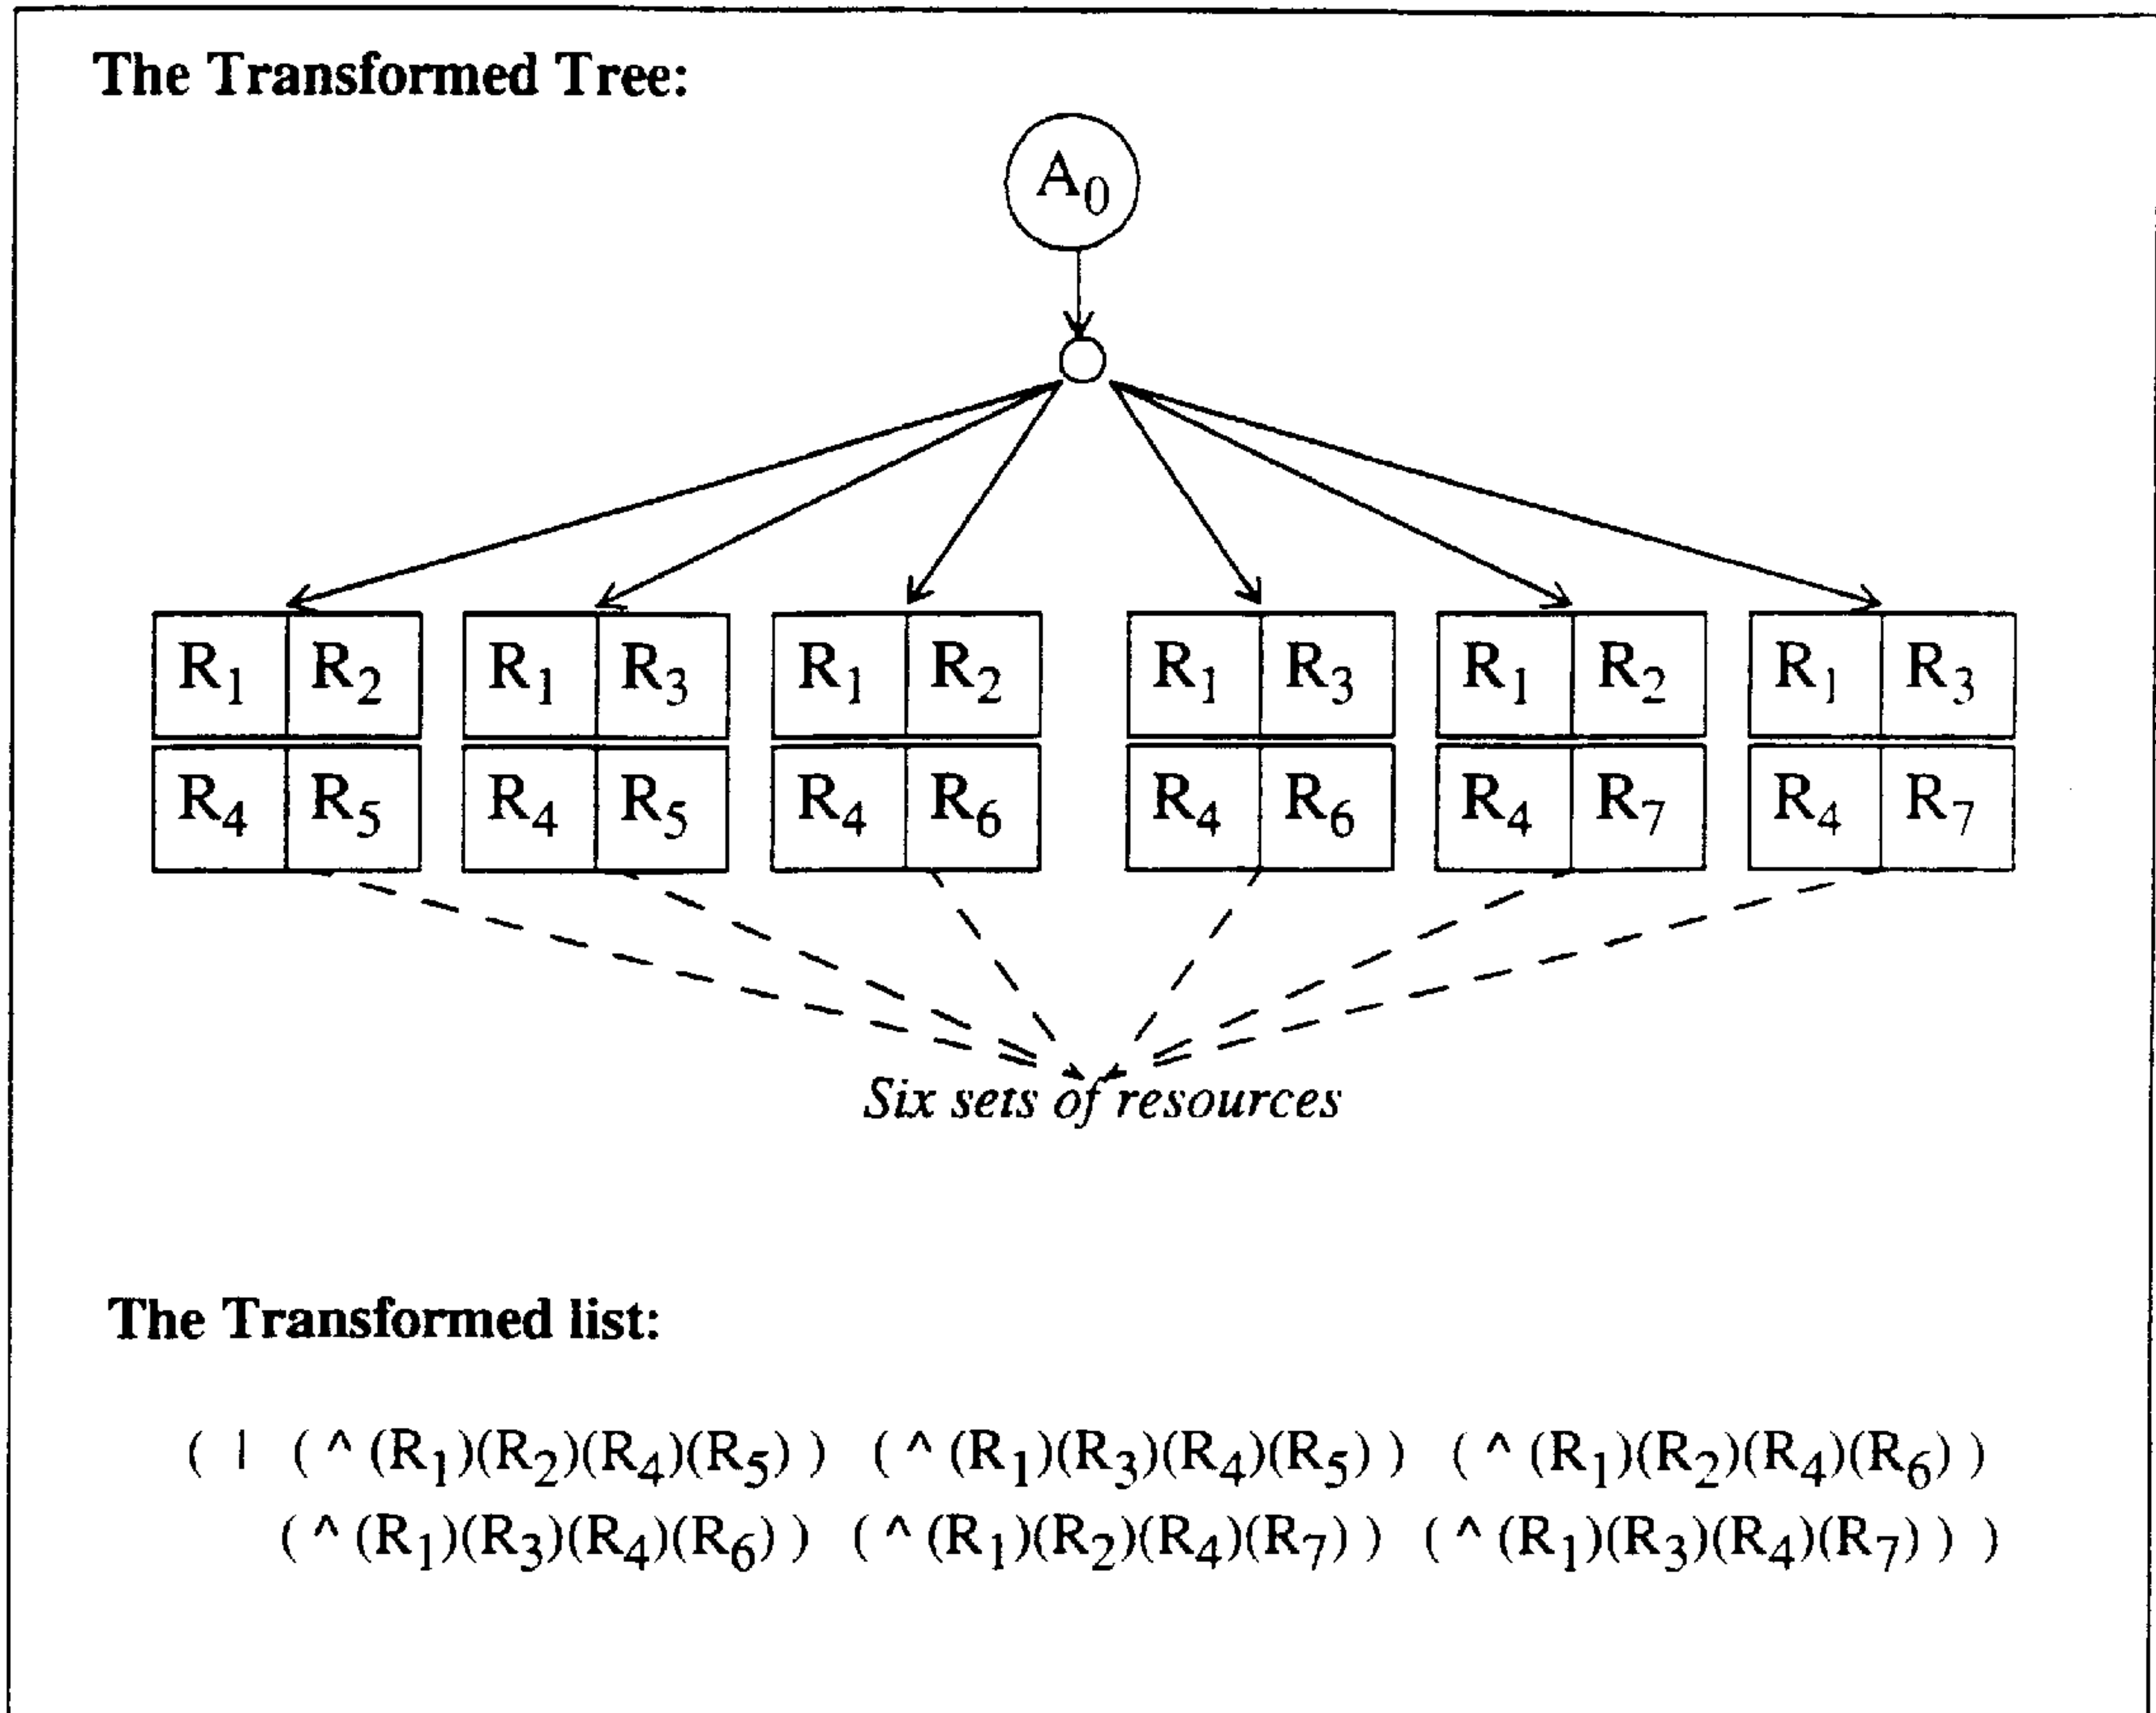 The Transformed Tree:
A0
R1 R2 R1 R3 R1 R2 R1 R3 R1 R2 R1 R3
R4 R5 R4 R5 R4 R6 R4 R6 R4 R7 R4 R7
Six sets of resources
The Transformed list:
( | ( ^ (R1)(R2)(R4)(R5) ) ( ^ (R1)(R3)(R4)(R5) ) ( ^ (R1)(R2)(R4)(R6) )
( ^ (R1)(R3)(R4)(R6) ) ( ^ (R1)(R2)(R4)(R7) ) ( ^ (R1)(R3)(R4)(R7) ) )